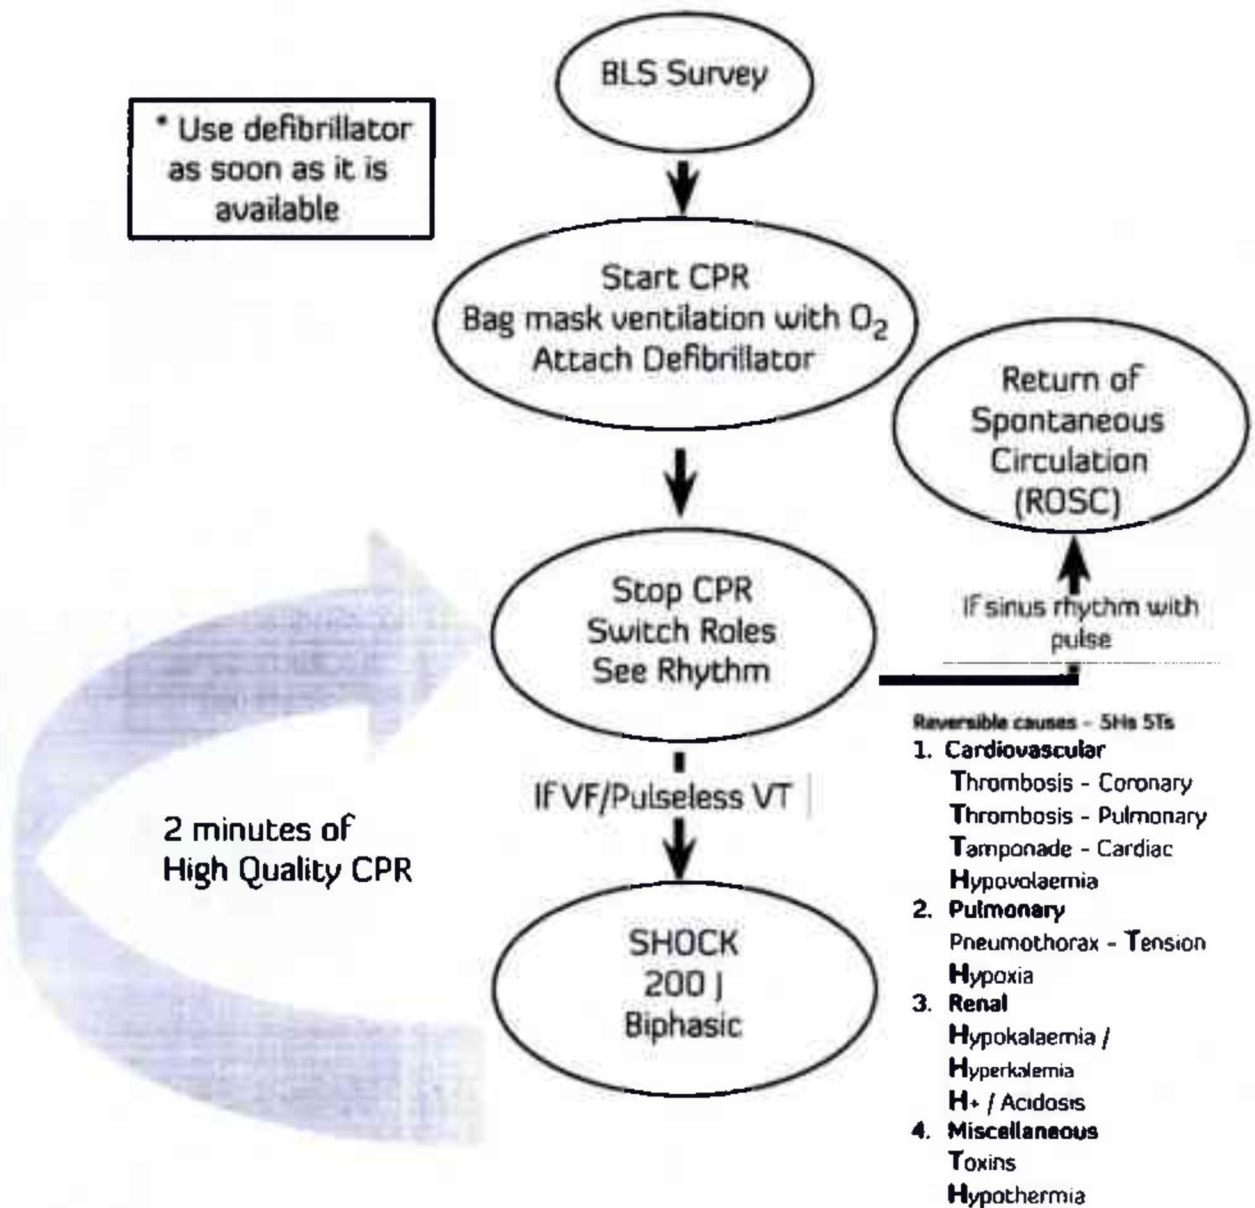 BLS Survey
* Use defibrillator
as soon as it is
available
Start CPR
Bag mask ventilation with O₂
Attach Defibrillator
Return of
Spontaneous
Circulation
(ROSC)
Stop CPR
Switch Roles
See Rhythm
If sinus rhythm with
pulse
If VF/Pulseless VT
2 minutes of
High Quality CPR
SHOCK
200 J
Biphasic
Reversible causes - 5Hs 5Ts
1. Cardiovascular
Thrombosis - Coronary
Thrombosis - Pulmonary
Tamponade - Cardiac
Hypovolaemia
2. Pulmonary
Pneumothorax - Tension
Hypoxia
3. Renal
Hypokalaemia /
Hyperkalemia
H+ / Acidosis
4. Miscellaneous
Toxins
Hypothermia